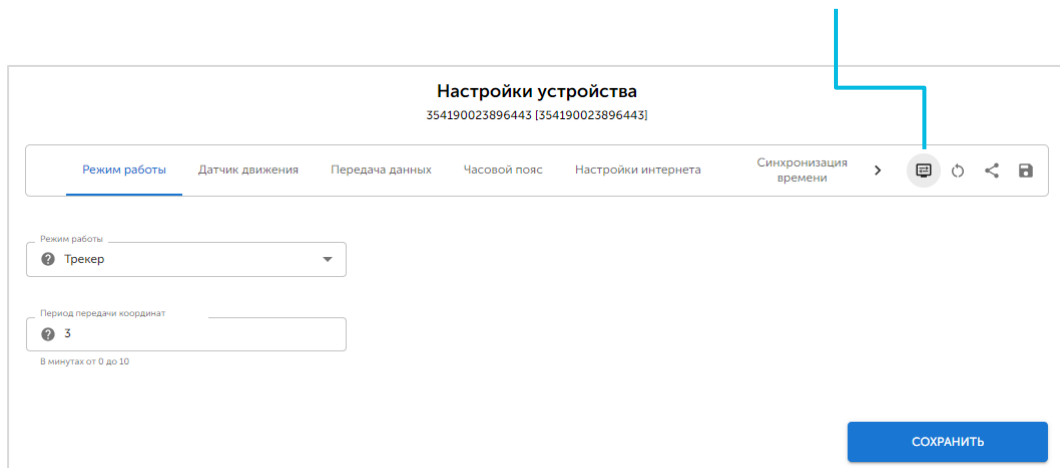 Настройки устройства
354190023896443 [354190023896443]
Режим работы
Датчик движения
Передача данных
Часовой пояс
Настройки интернета
Синхронизация
времени
Режим работы
Трекер
Период передачи координат
3
В минутах от 0 до 10
СОХРАНИТЬ